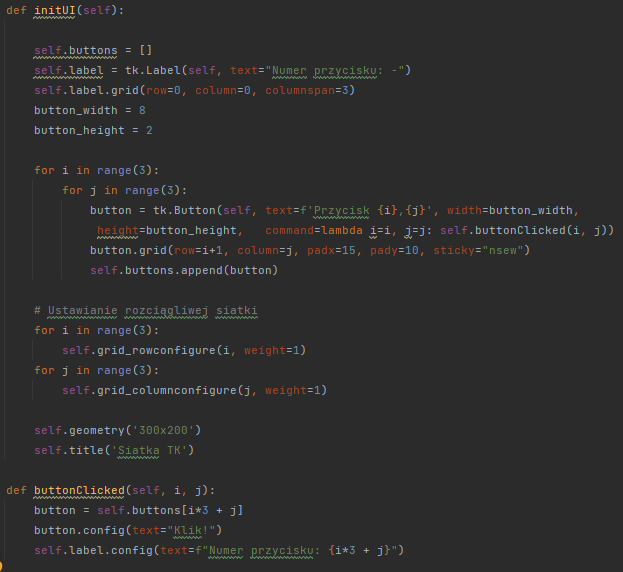 def initUI(self):
self.buttons = []
self.label = tk.Label(self, text="Numer przycisku: -")
self.label.grid(row=0, column=0, columnspan=3)
button_width = 8
button_height = 2
for i in range(3):
for j in range(3):
button = tk.Button(self, text=f'Przycisk {i},{j}', width=button_width,
height=button_height, command=lambda i=i, j=j: self.buttonClicked(i, j))
button.grid(row=i+1, column=j, padx=15, pady=10, sticky="nsew")
self.buttons.append(button)
# Ustawianie rozciągliwej siatki
for i in range(3):
self.grid_rowconfigure(i, weight=1)
for j in range(3):
self.grid_columnconfigure(j, weight=1)
self.geometry('300x200')
self.title('Siatka TK')
def buttonClicked(self, i, j):
button = self.buttons[i*3 + j]
button.config(text="Klik!")
self.label.config(text=f"Numer przycisku: {i*3 + j}")